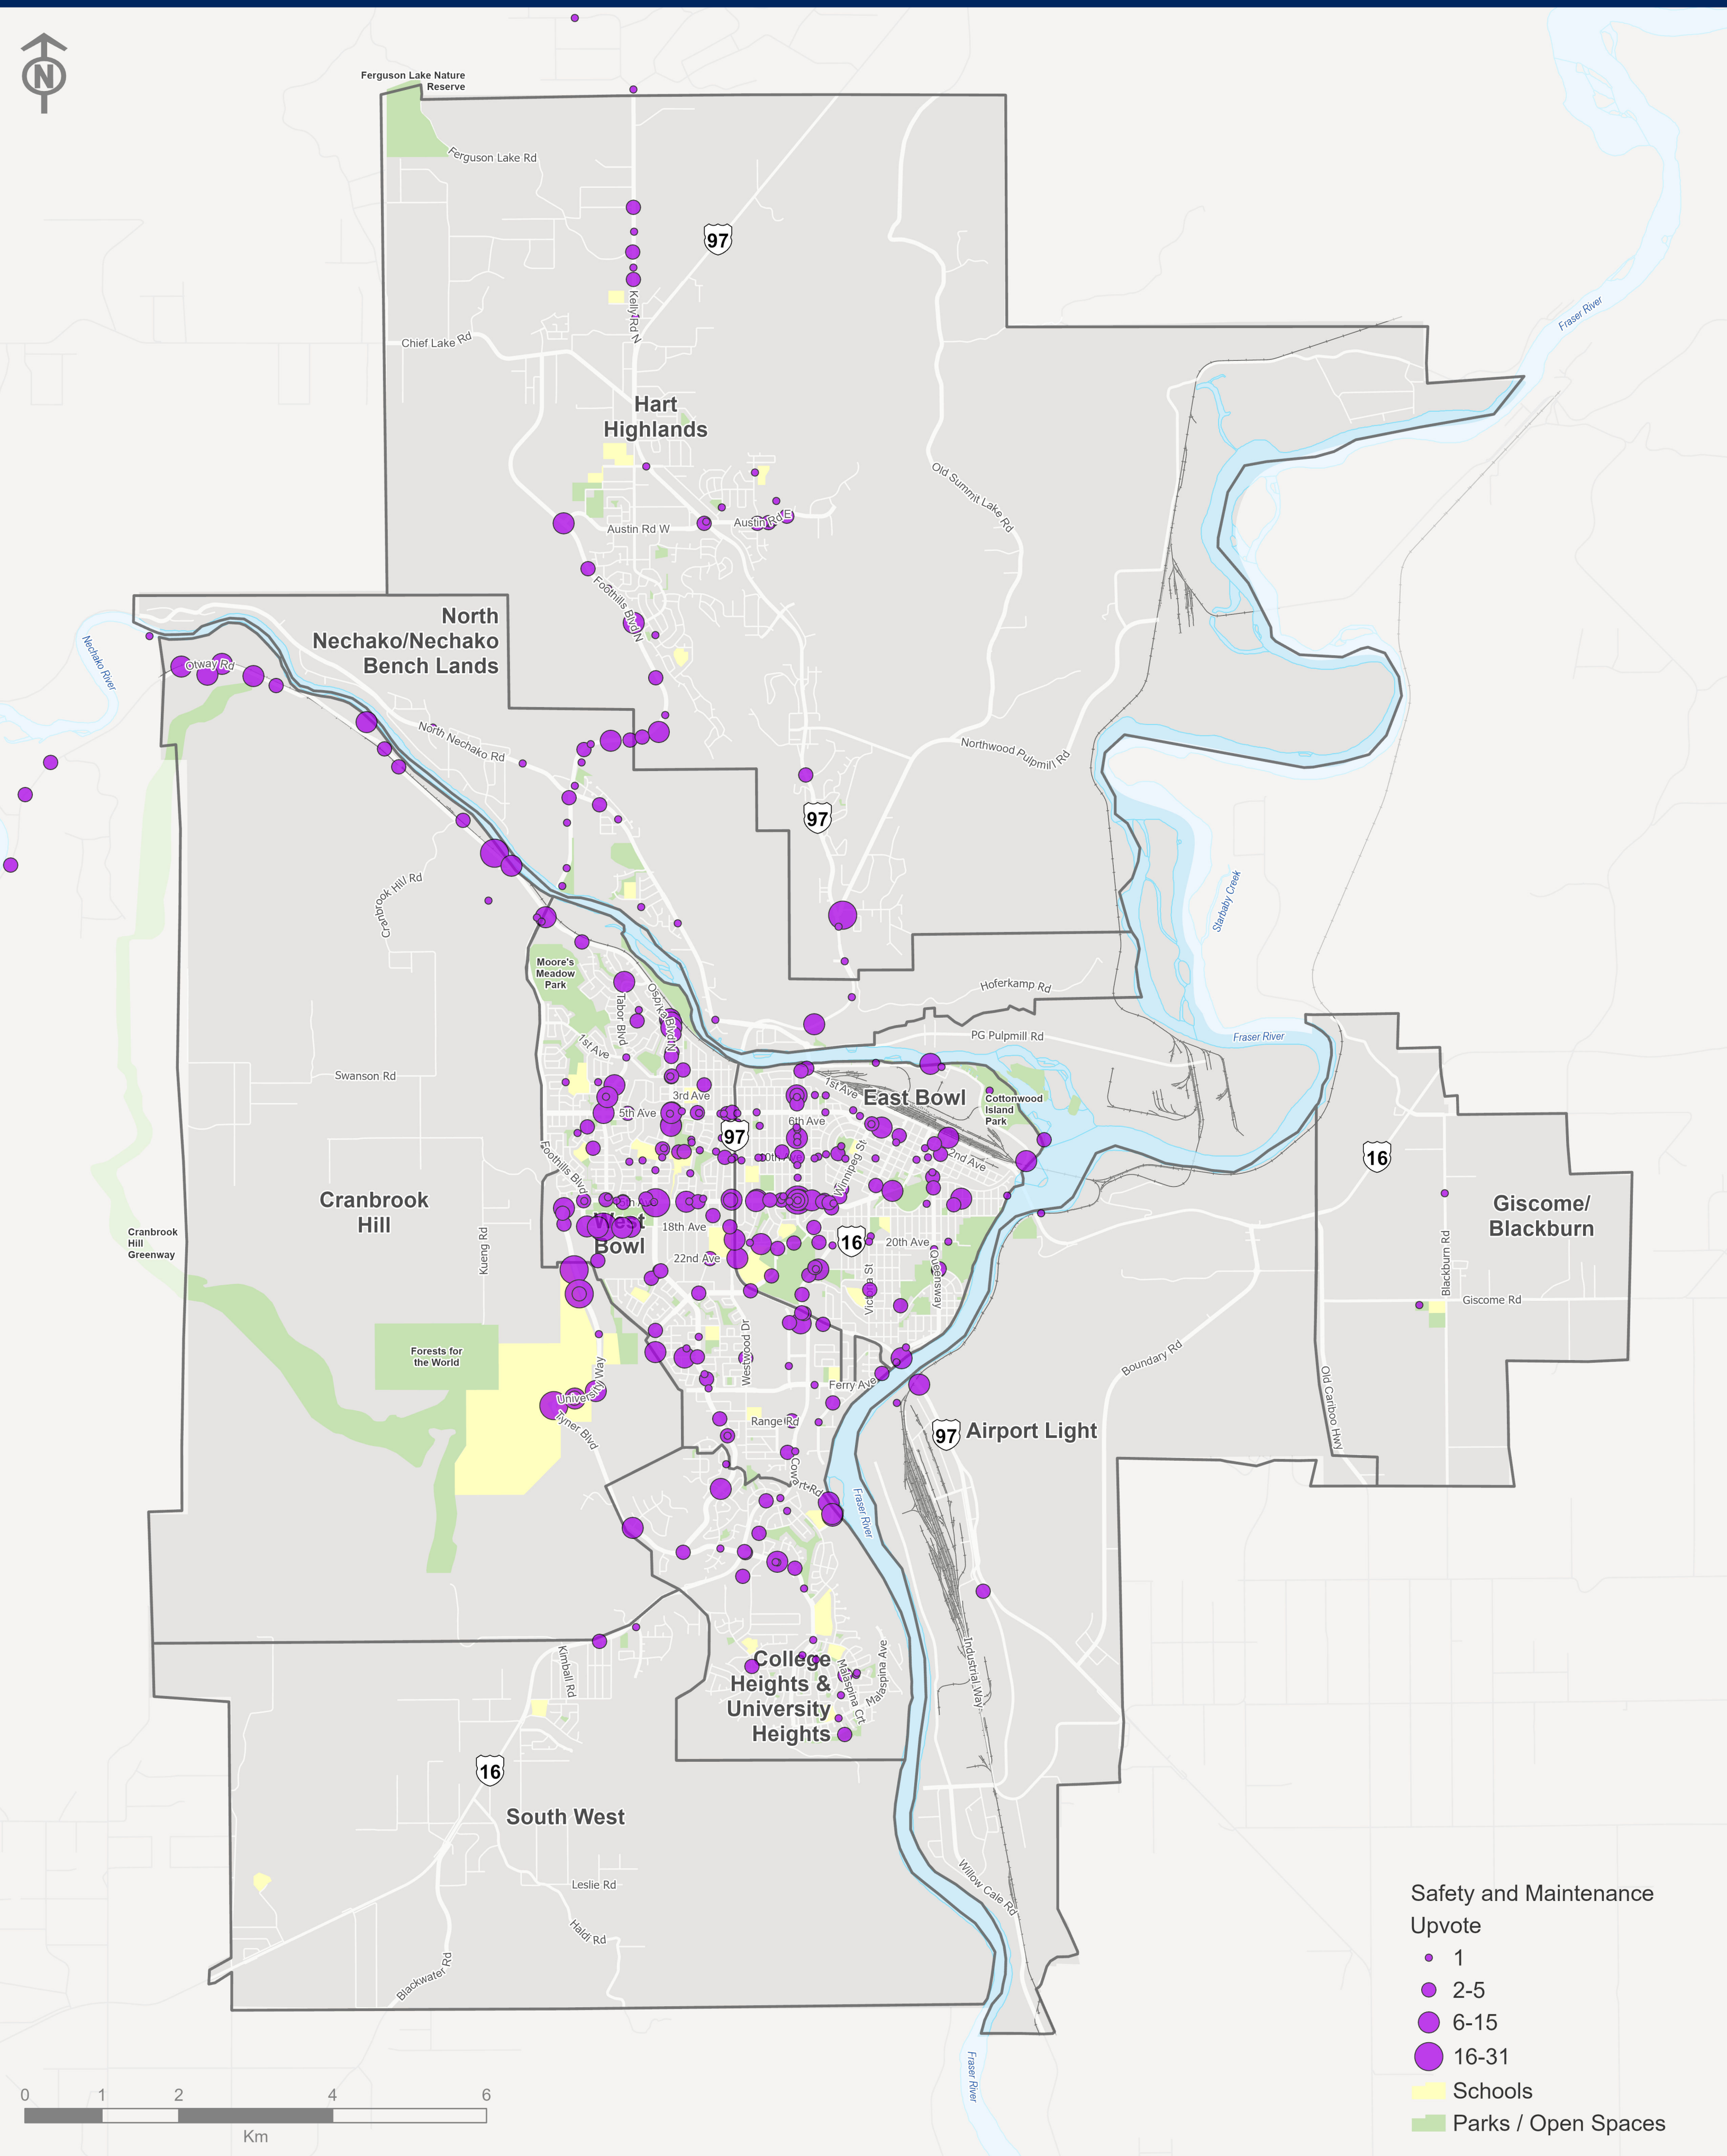 N
Ferguson Lake Nature
Reserve
Ferguson Lake Rd
97
Kelly Rd N
Fraser River
Chief Lake Rd
Hart
Highlands
Old Summit Lake Rd
Austin Rd W
Austin Rd E
Foothills Blvd N
North
Nechako/Nechako
Bench Lands
Nechako River
Otway Rd
North Nechako Rd
Northwood Pulpmill Rd
97
Cranbrook Hill Rd
Starbaby Creek
Moore's
Meadow
Park
Hoferkamp Rd
Tabor Blvd
Ospika Blvd N
PG Pulpmill Rd
Fraser River
1st Ave
Swanson Rd
1st Ave
East Bowl
3rd Ave
Cottonwood
Island
Park
5th Ave
6th Ave
97
10th Ave
2nd Ave
Winnipeg St
16
Foothills Blvd
Cranbrook
Hill
Giscome/
Blackburn
West
Bowl
18th Ave
16
20th Ave
Cranbrook
Hill
Greenway
Kueng Rd
22nd Ave
Blackburn Rd
Victoria St
Queensway
Giscome Rd
Forests for
the World
Westwood Dr
Boundary Rd
University Way
Ferry Ave
Old Cariboo Hwy
Tyner Blvd
Range Rd
97
Airport Light
Cowart Rd
Fraser River
College
Heights &
University
Heights
Malaspina Ave
Malaspina Crt
Industrial Way
Kimball Rd
16
South West
Leslie Rd
Willow Cale Rd
Haldi Rd
Blackwater Rd
Fraser River
Safety and Maintenance
Upvote
1
2-5
6-15
16-31
Schools
Parks / Open Spaces
0 1 2 4 6
Km